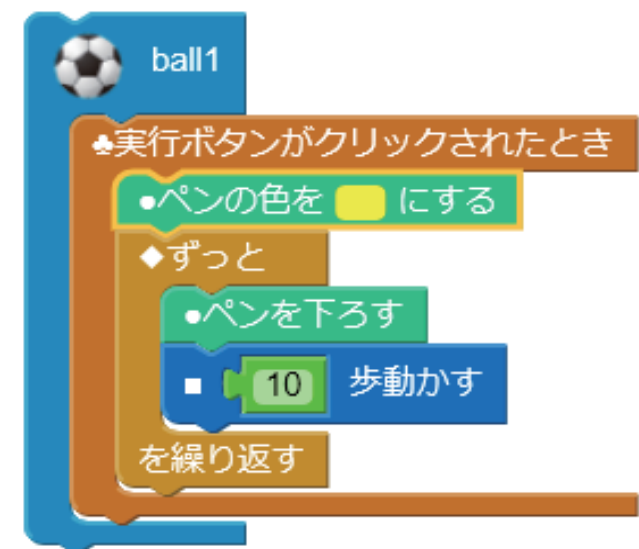 ball1
♣実行ボタンがクリックされたとき
●ペンの色を にする
◆ずっと
●ペンを下ろす
■ 10 歩動かす
を繰り返す